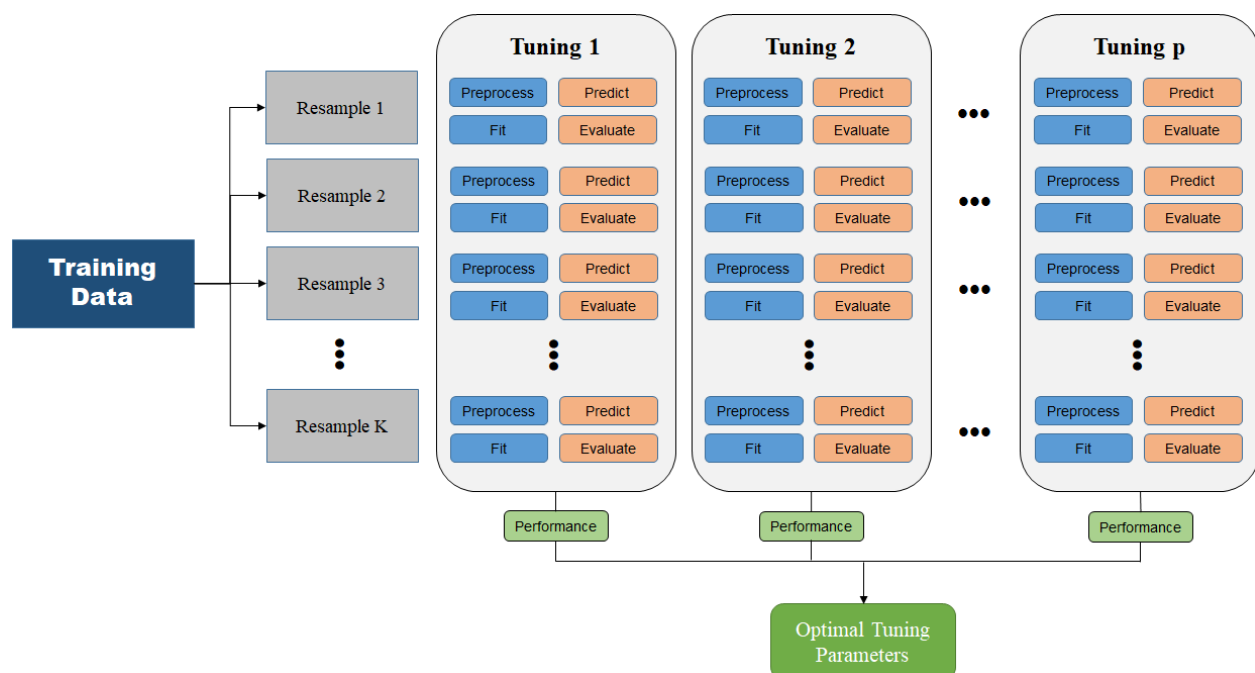 Tuning 1
Tuning 2
Tuning p
Training
Data
Resample 1
Preprocess
Predict
Preprocess
Predict
Preprocess
Predict
Fit
Evaluate
Fit
Evaluate
Fit
Evaluate
Resample 2
Preprocess
Predict
Preprocess
Predict
Preprocess
Predict
Fit
Evaluate
Fit
Evaluate
Fit
Evaluate
Resample 3
Preprocess
Predict
Preprocess
Predict
Preprocess
Predict
Fit
Evaluate
Fit
Evaluate
Fit
Evaluate
Resample K
Preprocess
Predict
Preprocess
Predict
Preprocess
Predict
Fit
Evaluate
Fit
Evaluate
Fit
Evaluate
Performance
Performance
Performance
Optimal Tuning
Parameters